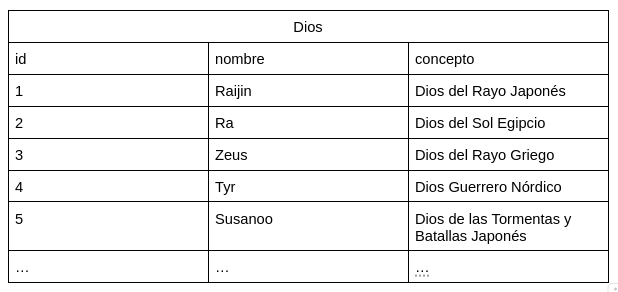 Dios
id nombre concepto
1 Raijin Dios del Rayo Japonés
2 Ra Dios del Sol Egipcio
3 Zeus Dios del Rayo Griego
4 Tyr Dios Guerrero Nórdico
5 Susanoo Dios de las Tormentas y
Batallas Japonés
… … …